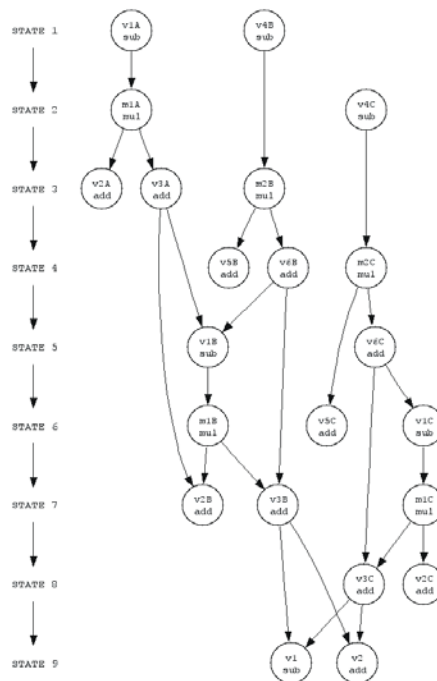 STATE 1
v1A
sub
v4B
sub
STATE 2
m1A
mul
v4C
sub
STATE 3
v2A
add
v3A
add
m2B
mul
STATE 4
v5B
add
v6B
add
m2C
mul
STATE 5
v1B
sub
v6C
add
STATE 6
m1B
mul
v5C
add
v1C
sub
STATE 7
v2B
add
v3B
add
m1C
mul
STATE 8
v3C
add
v2C
add
STATE 9
v1
sub
v2
add